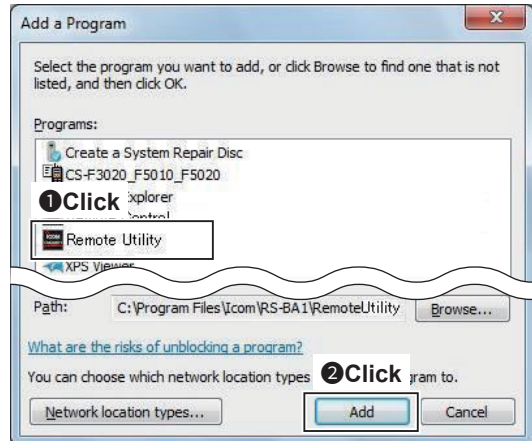 Add a Program
Select the program you want to add, or click Browse to find one that is not
listed, and then click OK.
Programs:
Create a System Repair Disc
CS-F3020_F5010_F5020
❶Click xplorer
Remote Utility
XPS Viewer
Path: C:\Program Files\Icom\RS-BA1\RemoteUtility Browse...
What are the risks of unblocking a program?
You can choose which network location types ❷Click gram to.
Network location types... Add Cancel